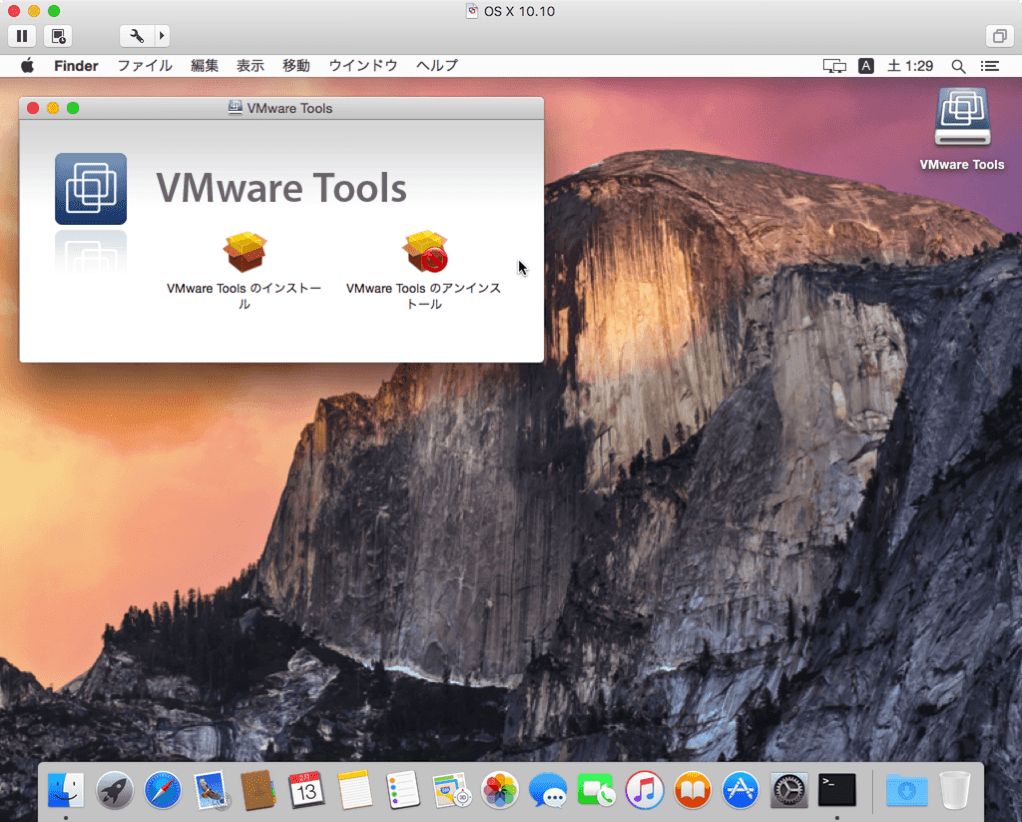 OS X 10.10
Finder ファイル 編集 表示 移動 ウインドウ ヘルプ A 土 1:29
VMware Tools
VMware Tools
VMware Tools のインストー
ル
VMware Tools のアンインス
トール
VMware Tools
2月
13
>_